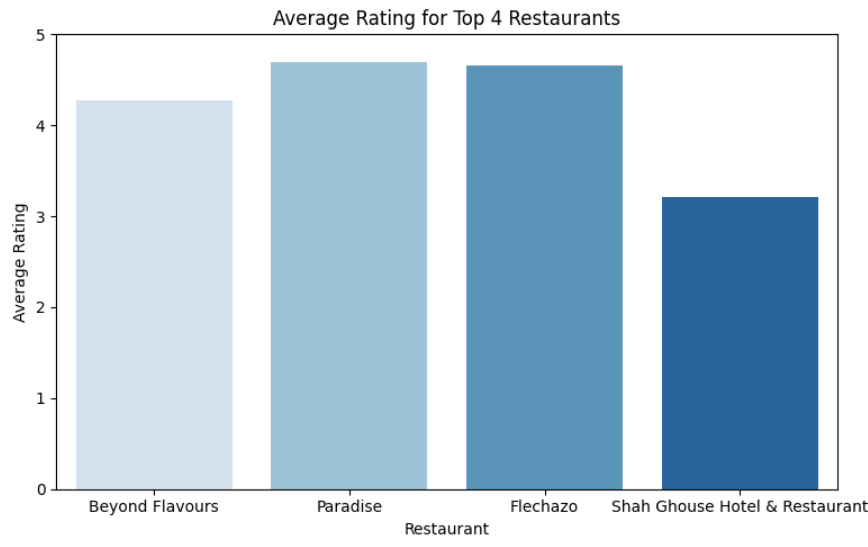 Average Rating for Top 4 Restaurants
5
4
3
2
1
0
Average Rating
Beyond Flavours
Paradise
Flechazo
Shah Ghouse Hotel & Restaurant
Restaurant